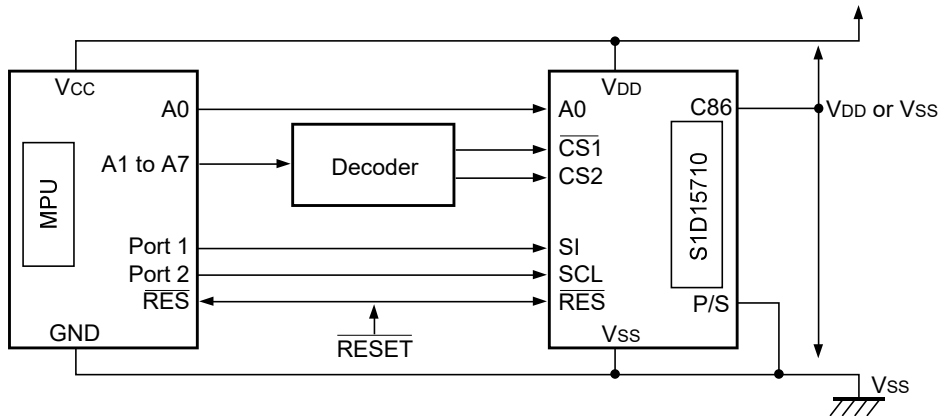 VCC
A0
A1 to A7
MPU
Port 1
Port 2
RES
GND
Decoder
RESET
VDD
A0
CS1
CS2
SI
SCL
RES
VSS
C86
S1D15710
P/S
VDD or VSS
VSS